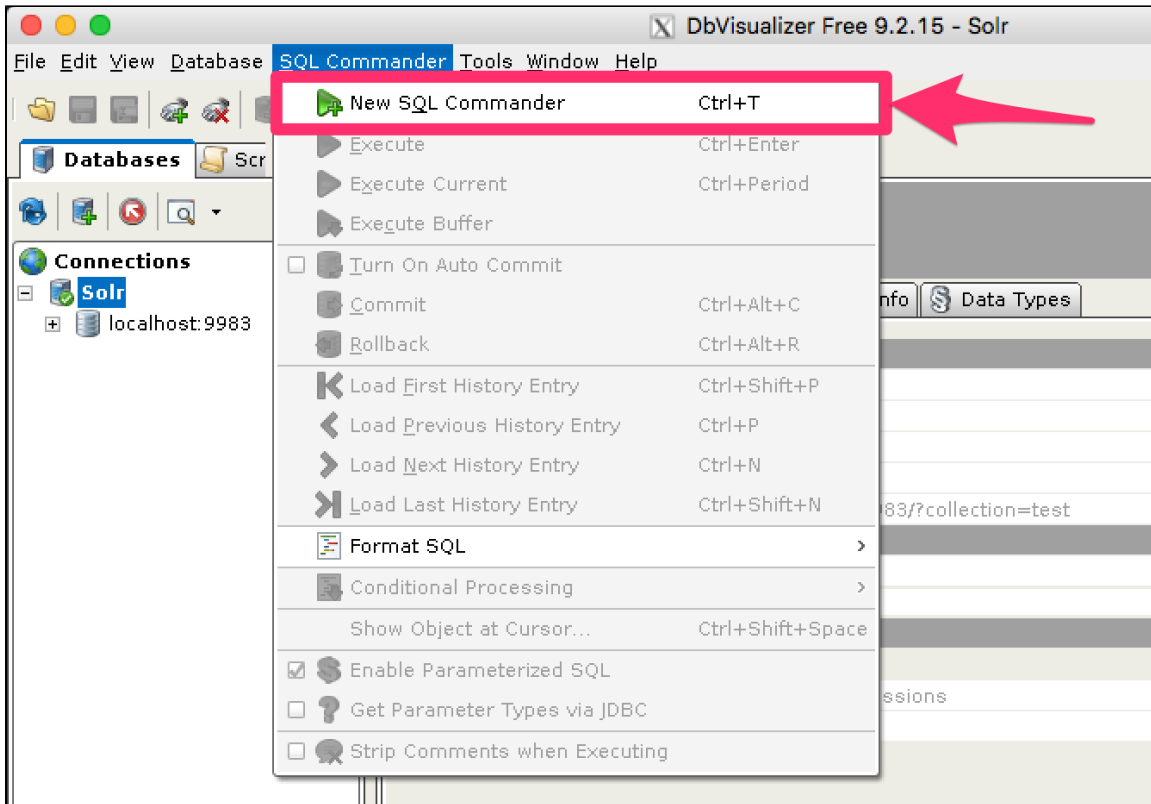 DbVisualizer Free 9.2.15 - Solr
File Edit View Database SQL Commander Tools Window Help
New SQL Commander Ctrl+T
Execute Ctrl+Enter
Databases Scr
Execute Current Ctrl+Period
Execute Buffer
Connections
Turn On Auto Commit
Solr
Commit Ctrl+Alt+C
nfo Data Types
localhost:9983
Rollback Ctrl+Alt+R
Load First History Entry Ctrl+Shift+P
Load Previous History Entry Ctrl+P
Load Next History Entry Ctrl+N
Load Last History Entry Ctrl+Shift+N
83/?collection=test
Format SQL
Conditional Processing
Show Object at Cursor... Ctrl+Shift+Space
Enable Parameterized SQL
ssions
Get Parameter Types via JDBC
Strip Comments when Executing